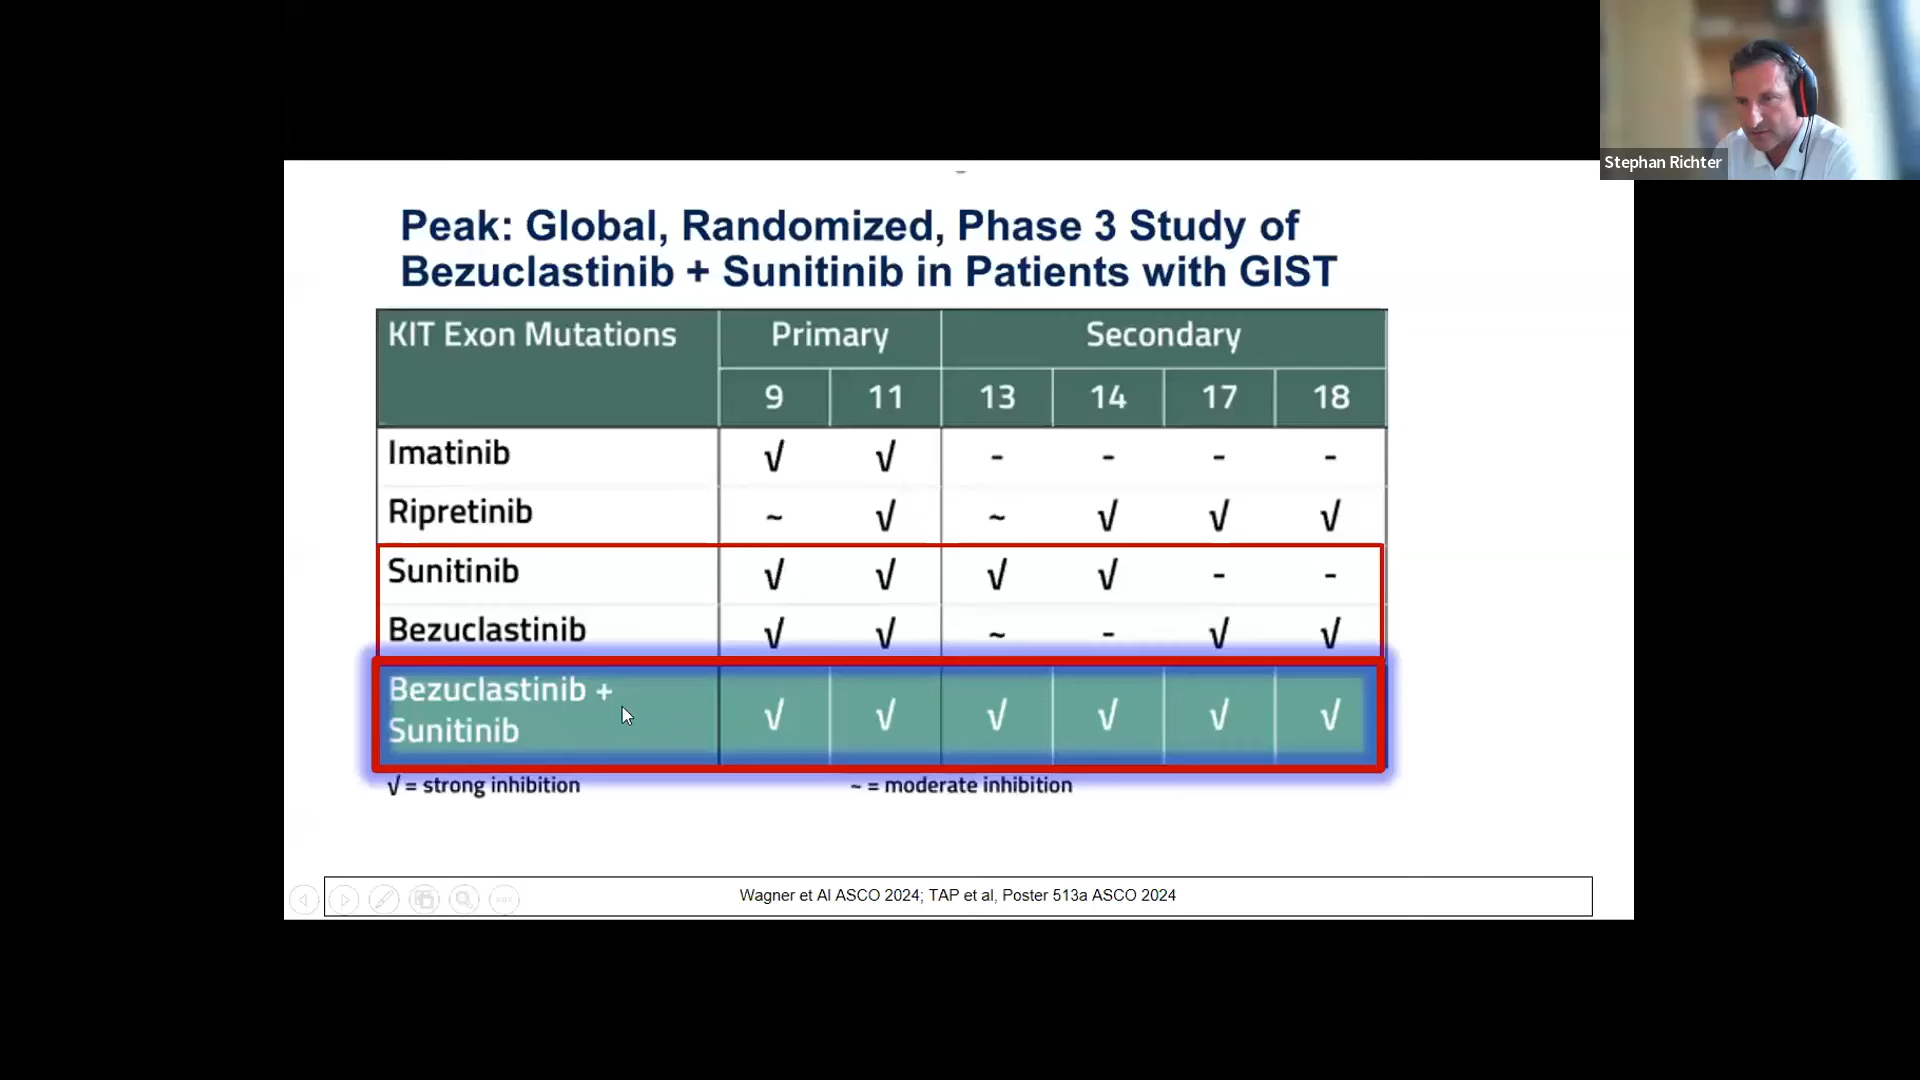 Stephan Richter
Peak: Global, Randomized, Phase 3 Study of
Bezuclastinib + Sunitinib in Patients with GIST
KIT Exon Mutations Primary Secondary
9 11 13 14 17 18
Imatinib √ √ - - - -
Ripretinib ~ √ ~ √ √ √
Sunitinib √ √ √ √ - -
Bezuclastinib √ √ ~ - √ √
Bezuclastinib +
Sunitinib √ √ √ √ √ √
√ = strong inhibition ~ = moderate inhibition
Wagner et Al ASCO 2024; TAP et al, Poster 513a ASCO 2024